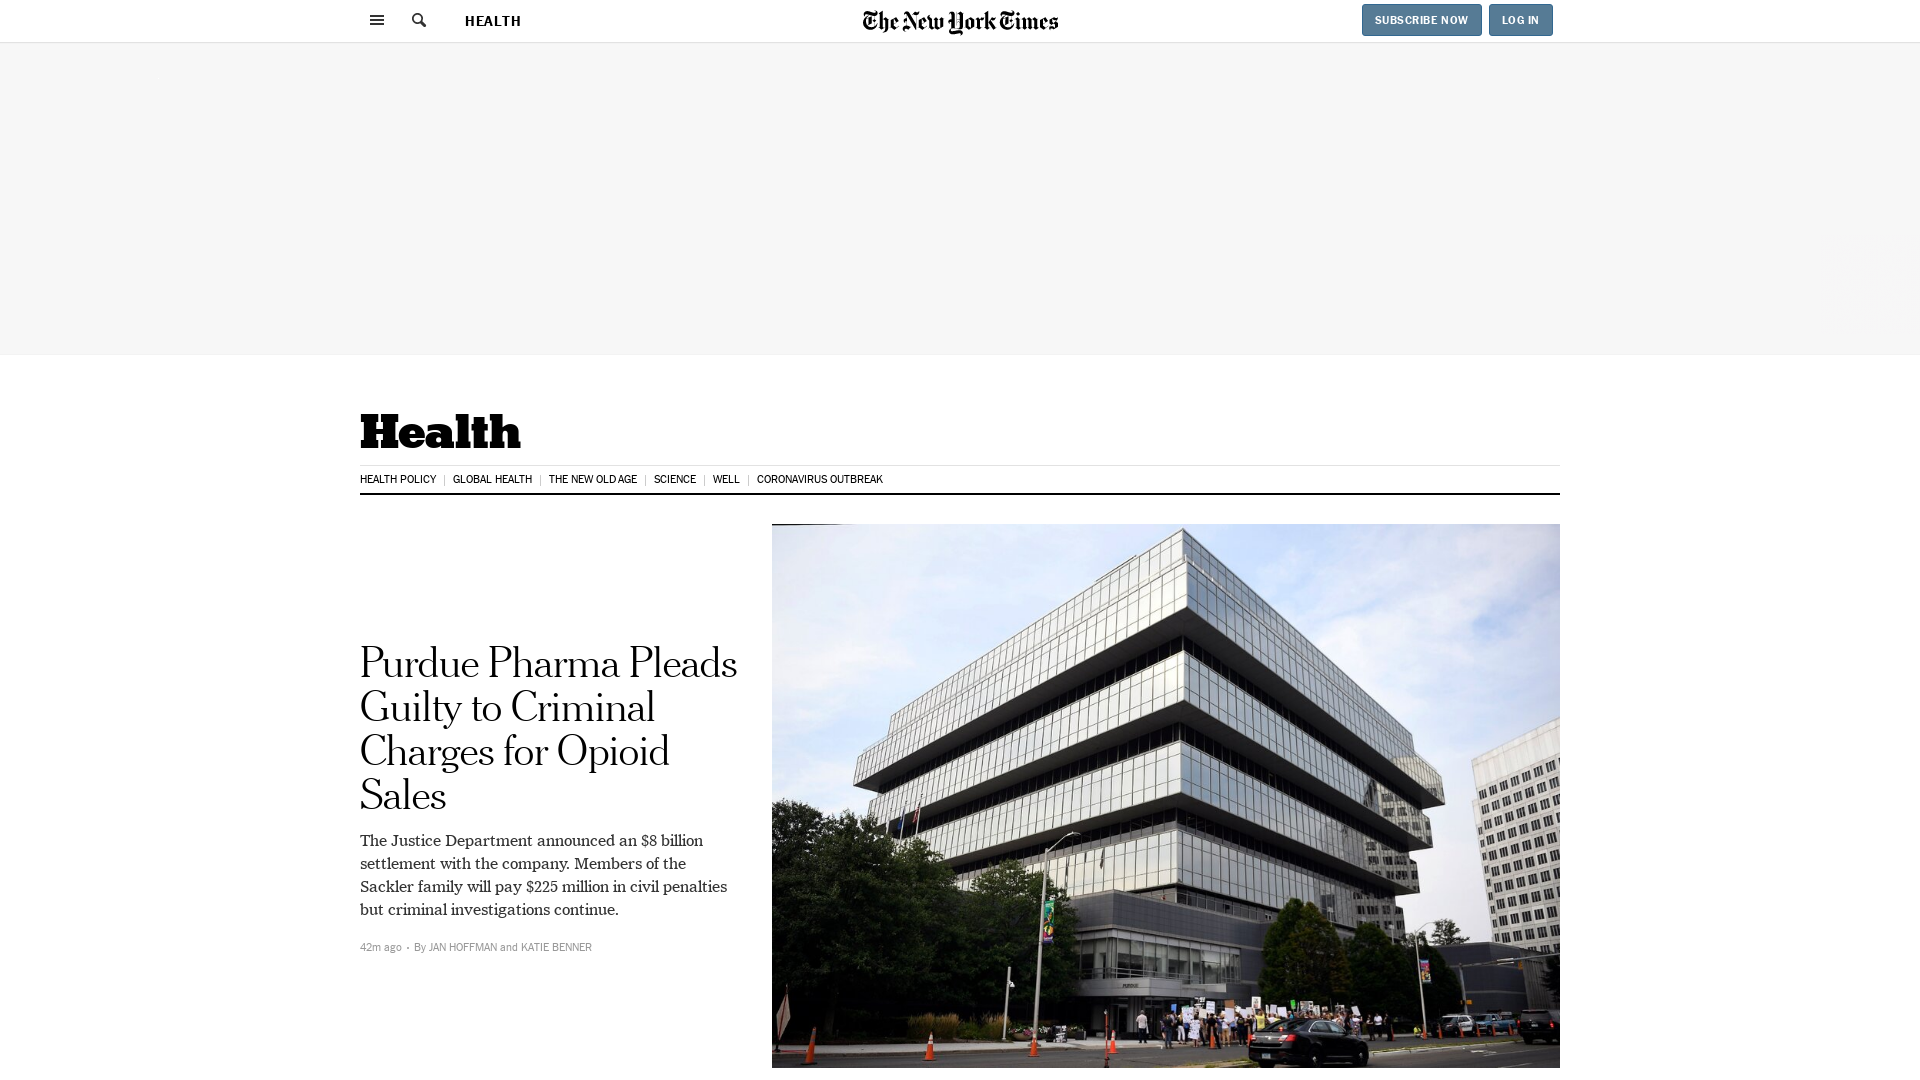 HEALTH
The New York Times
SUBSCRIBE NOW
LOG IN
Health
HEALTH POLICY
GLOBAL HEALTH
THE NEW OLD AGE
SCIENCE
WELL
CORONAVIRUS OUTBREAK
Purdue Pharma Pleads
Guilty to Criminal
Charges for Opioid
Sales
The Justice Department announced an $8 billion
settlement with the company. Members of the
Sackler family will pay $225 million in civil penalties
but criminal investigations continue.
42m ago · By JAN HOFFMAN and KATIE BENNER